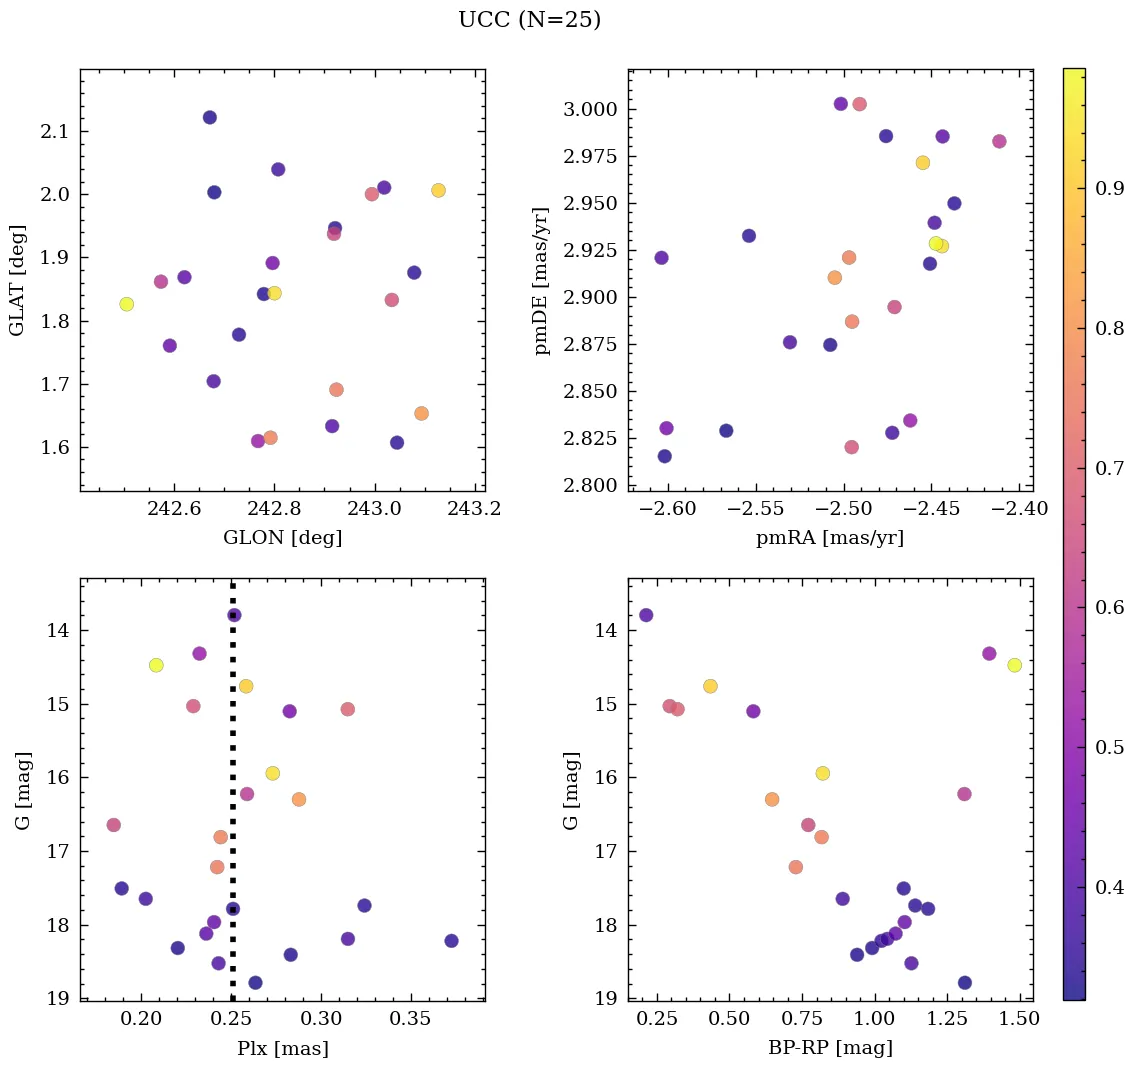 UCC (N=25)
2.1
2.0
1.9
1.8
1.7
1.6
GLAT [deg]
242.6 242.8 243.0 243.2
GLON [deg]
3.000
2.975
2.950
2.925
2.900
2.875
2.850
2.825
2.800
pmDE [mas/yr]
−2.60 −2.55 −2.50 −2.45 −2.40
pmRA [mas/yr]
14
15
16
17
18
19
G [mag]
0.20 0.25 0.30 0.35
Plx [mas]
14
15
16
17
18
19
G [mag]
0.25 0.50 0.75 1.00 1.25 1.50
BP-RP [mag]
0.9
0.8
0.7
0.6
0.5
0.4